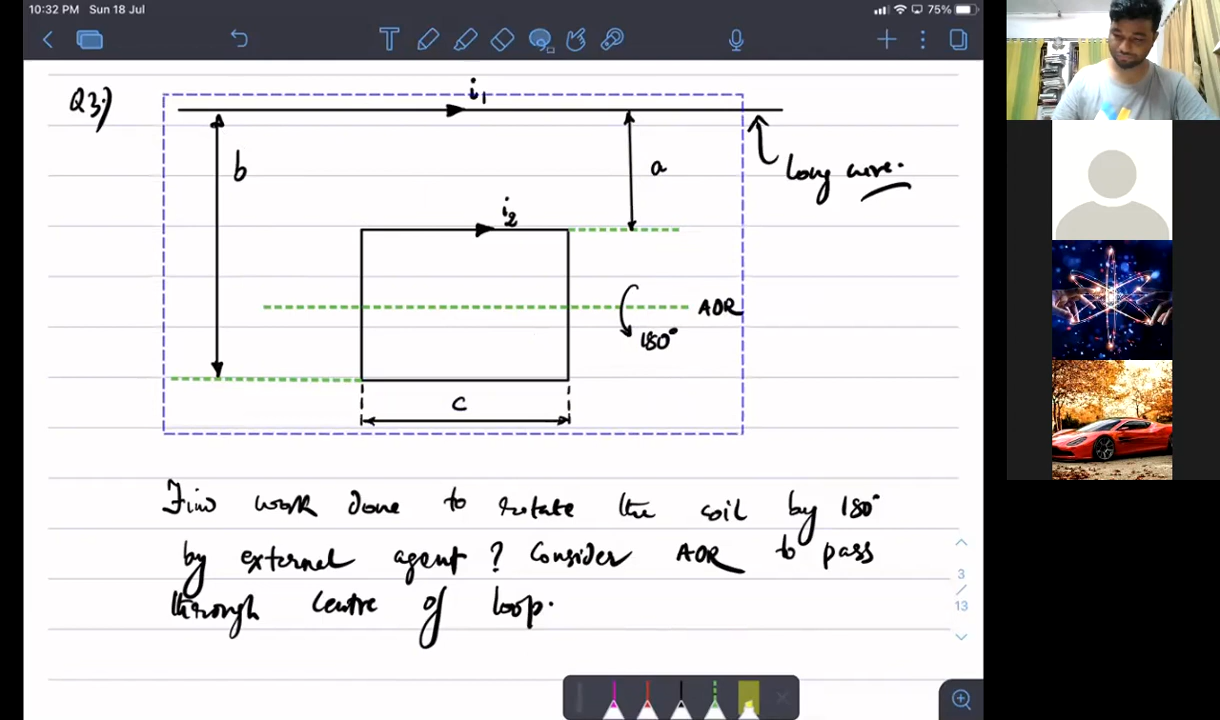 10:32 PM Sun 18 Jul
75%
Q3.)
i₁
b
a
long wire.
i₂
AOR
180°
c
Find work done to rotate the coil by 180°
by external agent ? Consider AOR to pass
through centre of loop.
3
/
13